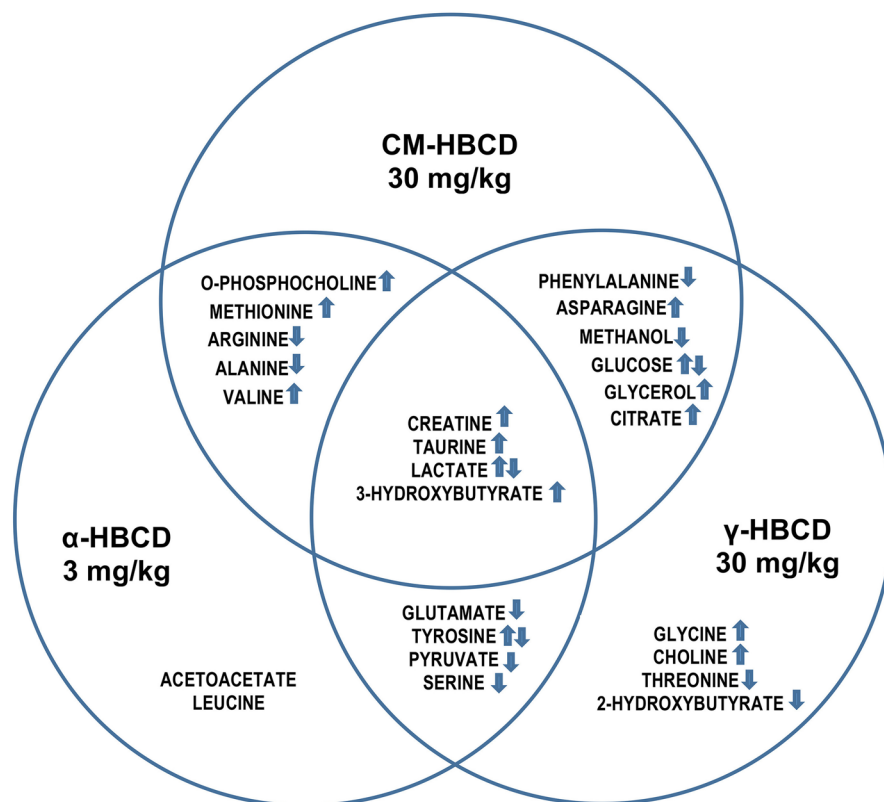 CM-HBCD
30 mg/kg
O-PHOSPHOCHOLINE
METHIONINE
ARGININE
ALANINE
VALINE
PHENYLALANINE
ASPARAGINE
METHANOL
GLUCOSE
GLYCEROL
CITRATE
CREATINE
TAURINE
LACTATE
3-HYDROXYBUTYRATE
α-HBCD
3 mg/kg
γ-HBCD
30 mg/kg
GLUTAMATE
TYROSINE
PYRUVATE
SERINE
GLYCINE
CHOLINE
THREONINE
2-HYDROXYBUTYRATE
ACETOACETATE
LEUCINE